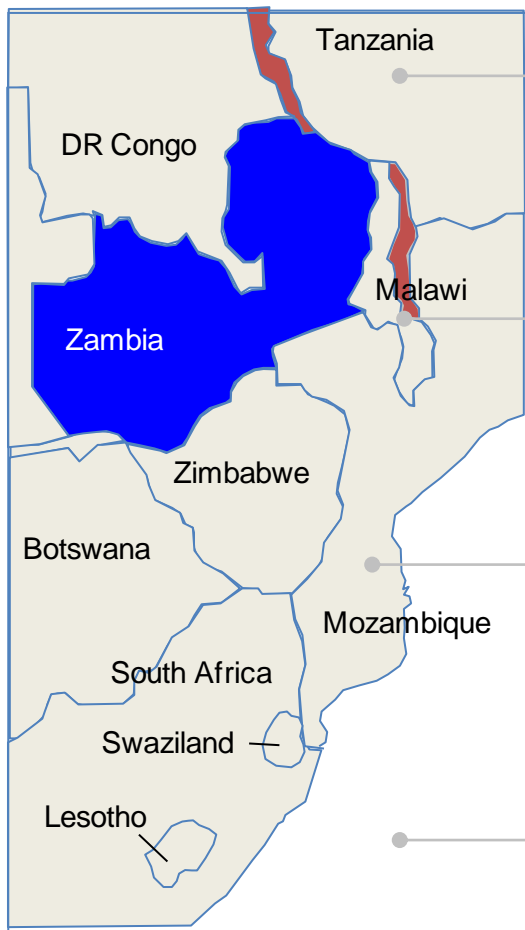 Tanzania
DR Congo
Malawi
Zambia
Zimbabwe
Botswana
Mozambique
South Africa
Swaziland
Lesotho